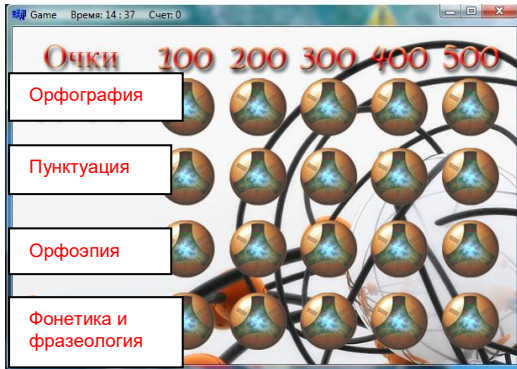 Game Время: 14 : 37 Счет: 0
Очки 100 200 300 400 500
Орфография
Пунктуация
Орфоэпия
Фонетика и
фразеология